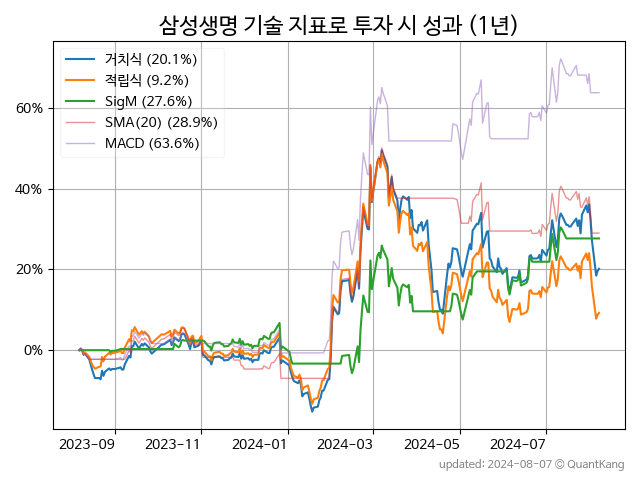 삼성생명 기술 지표로 투자 시 성과 (1년)
거치식 (20.1%)
적립식 (9.2%)
SigM (27.6%)
SMA(20) (28.9%)
MACD (63.6%)
60%
40%
20%
0%
2023-09 2023-11 2024-01 2024-03 2024-05 2024-07
updated: 2024-08-07 © QuantKang